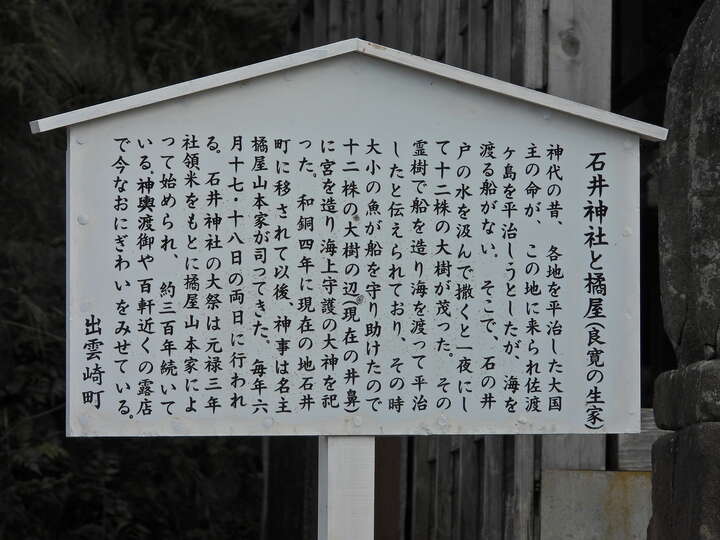 石井神社と橘屋(良寛の生家)
神代の昔、各地を平治した大国
主の命が、この地に来られ佐渡
ヶ島を平治しうとしたが、海を
渡る船がない。そこで、石の井
戸の水を汲んで撒くと一夜にし
て十二株の大樹が茂った。その
霊樹で船を造り海を渡って平治
したと伝えられており、その時
大小の魚が船を守り助けたので
十二株の大樹の辺(現在の井鼻)
に宮を造り海上守護の大神を祀
った。和銅四年に現在の地石井
町に移されて以後、神事は名主
橘屋山本家が司ってきた。毎年六
月十七・十八日の両日に行われ
る。石井神社の大祭は元禄三年
社領米をもとに橘屋山本家によ
って始められ、約三百年続いて
いる。神輿渡御や百軒近くの露店
で今なおにぎわいをみせている。
出雲崎町